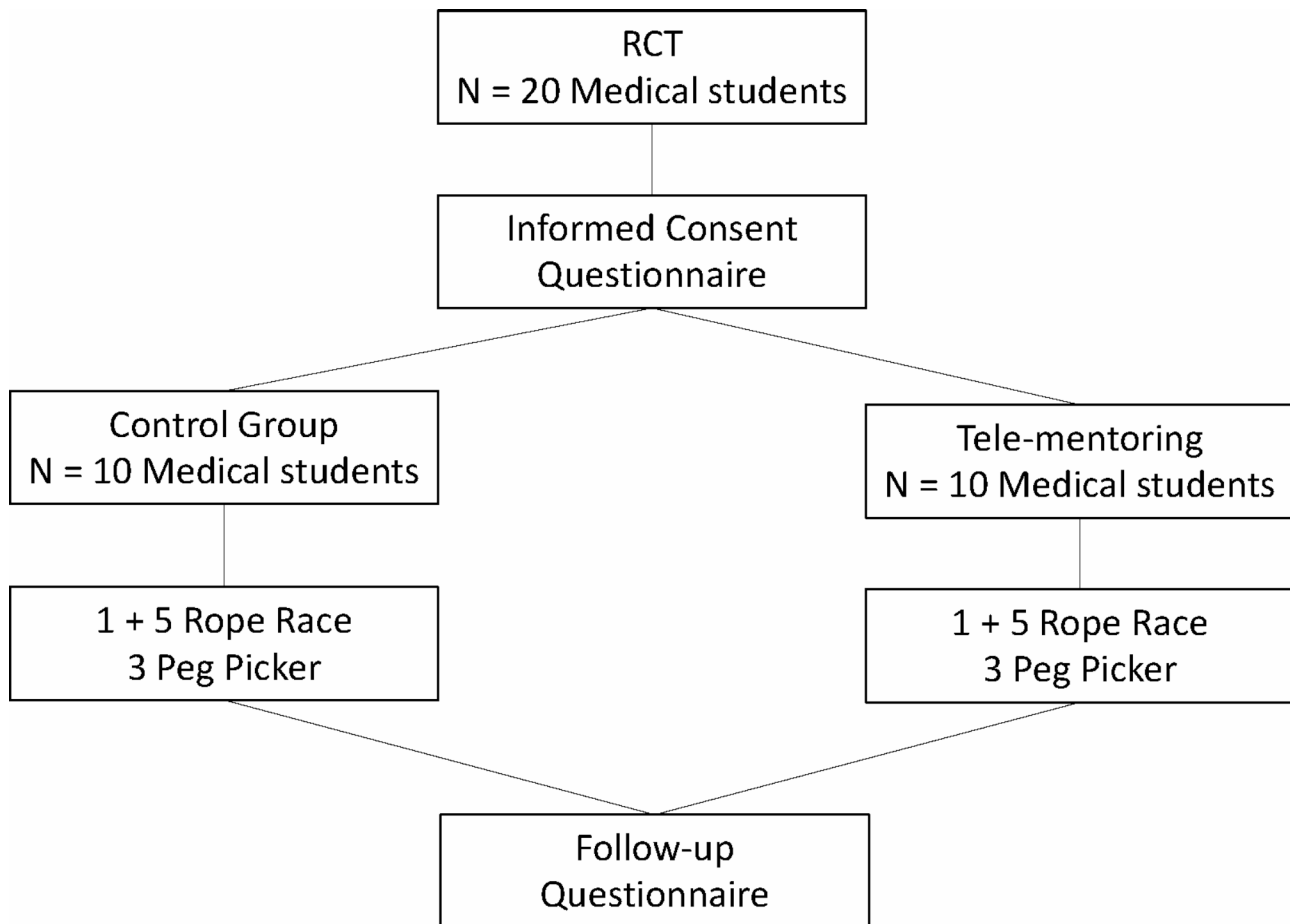 RCT
N = 20 Medical students
Informed Consent
Questionnaire
Control Group
N = 10 Medical students
Tele-mentoring
N = 10 Medical students
1 + 5 Rope Race
3 Peg Picker
1 + 5 Rope Race
3 Peg Picker
Follow-up
Questionnaire